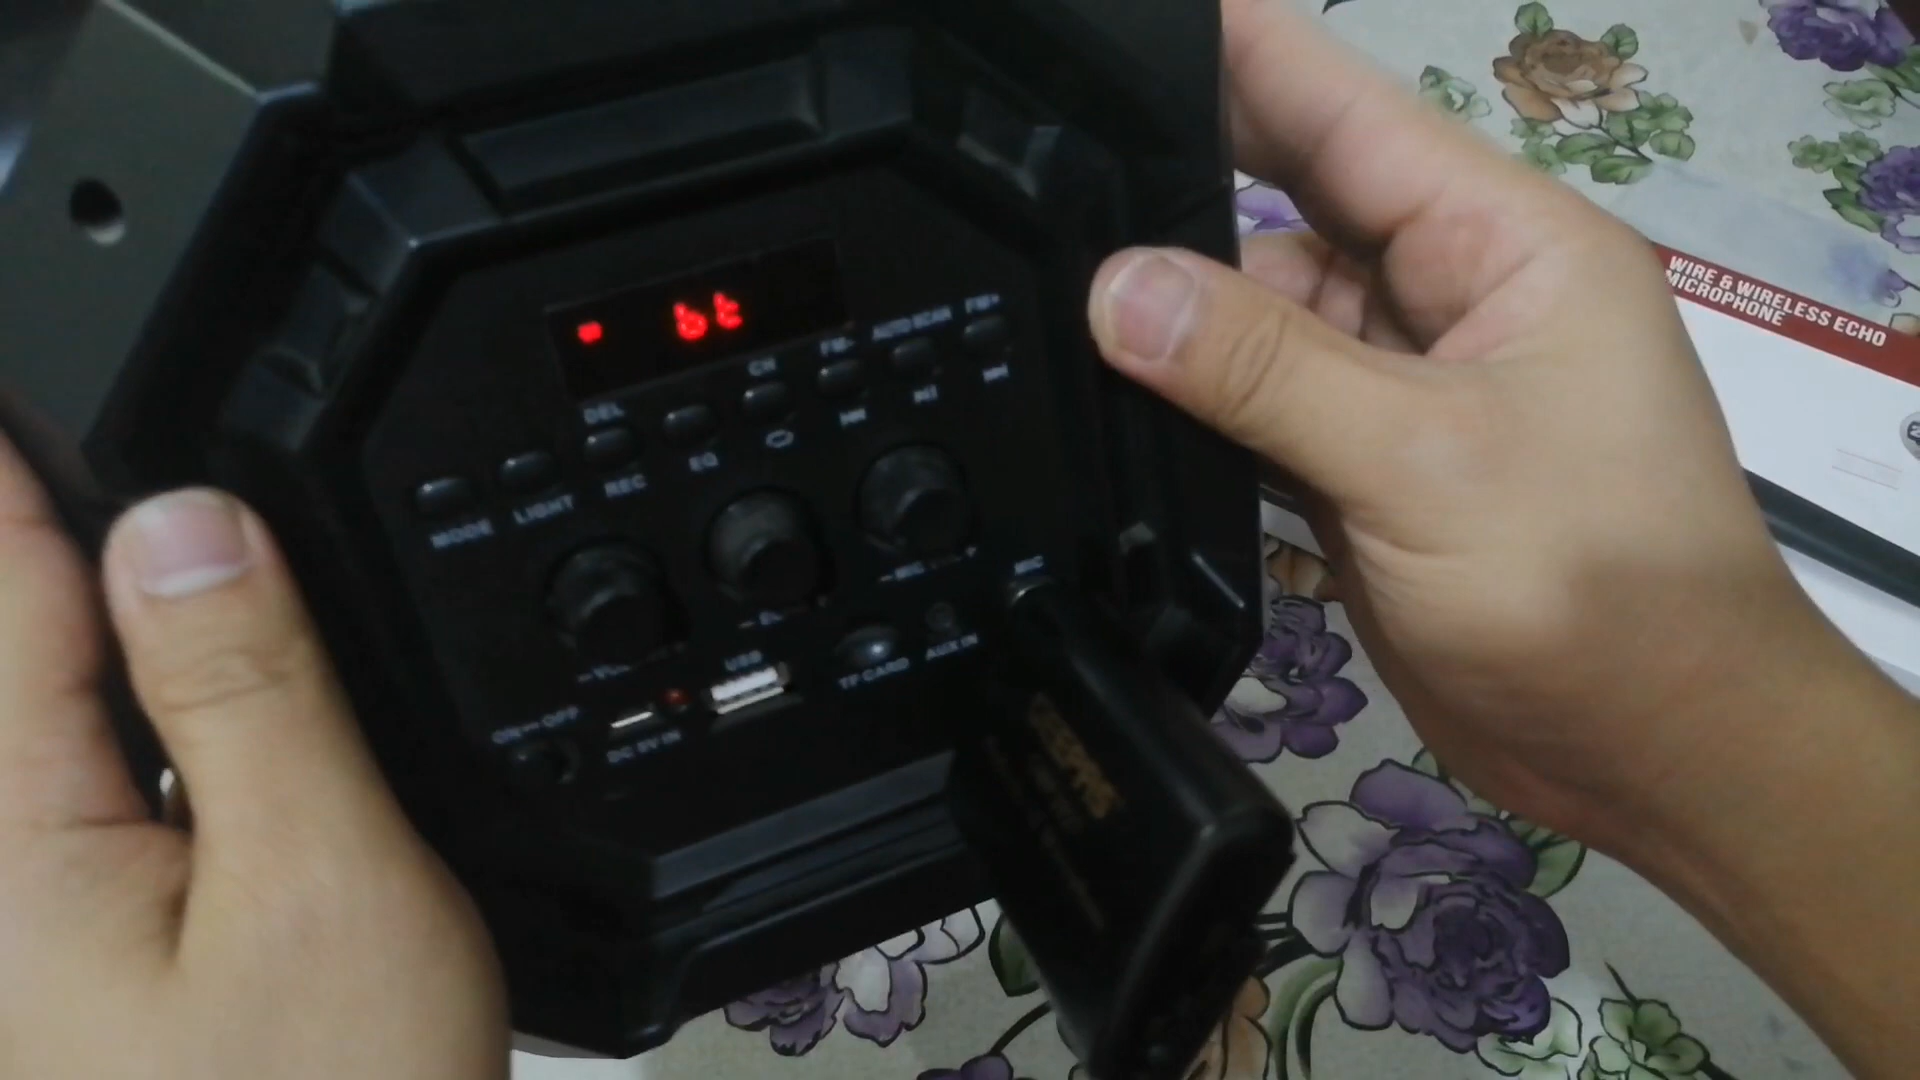 bt
DEL
CH
FM-
AUTO SCAN
FM+
MODE
LIGHT
REC
EQ
MIC
USB
TF CARD
AUX IN
ON OFF
DC 5V IN
GEEPAS
WIRE & WIRELESS ECHO
MICROPHONE